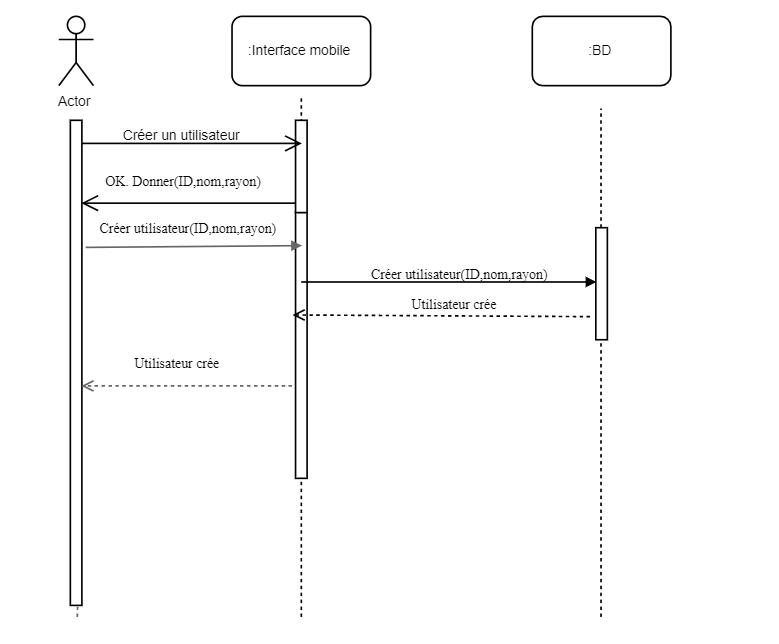 :Interface mobile
:BD
Actor
Créer un utilisateur
OK. Donner(ID,nom,rayon)
Créer utilisateur(ID,nom,rayon)
Créer utilisateur(ID,nom,rayon)
Utilisateur crée
Utilisateur crée